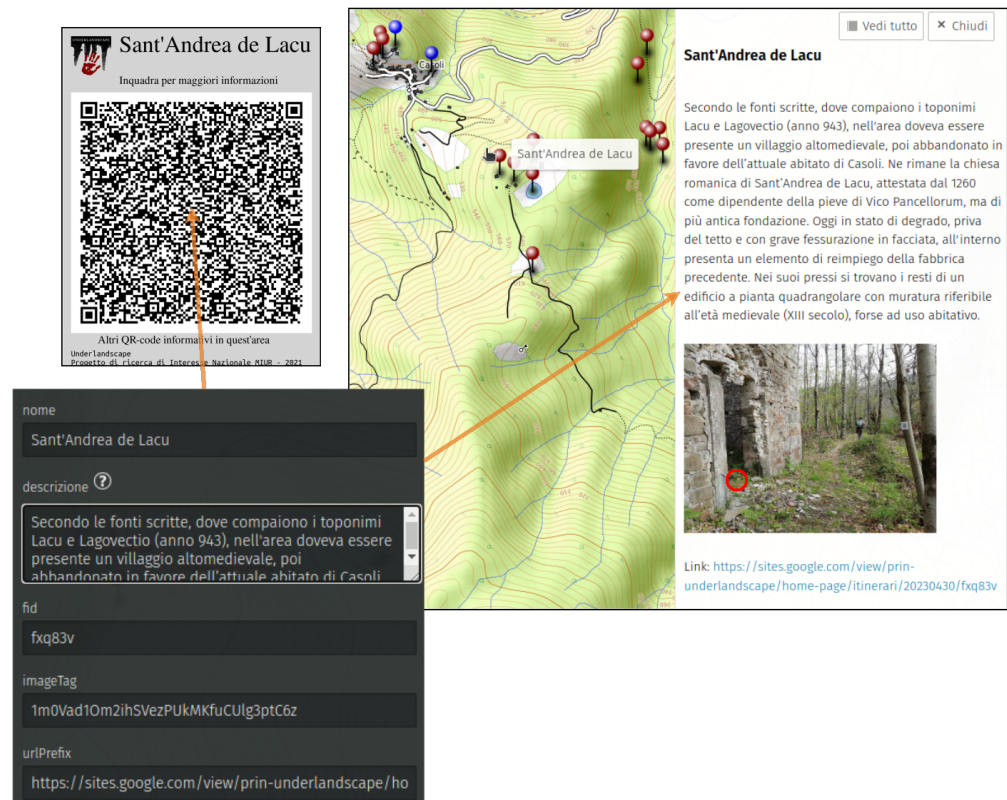 UNDERLANDSCAPE
Sant'Andrea de Lacu
Inquadra per maggiori informazioni
Altri QR-code informativi in quest'area
Underlandscape
Progetto di ricerca di Interesse Nazionale MIUR - 2021
Casoli
Sant'Andrea de Lacu
Vedi tutto
× Chiudi
Sant'Andrea de Lacu
Secondo le fonti scritte, dove compaiono i toponimi
Lacu e Lagovectio (anno 943), nell'area doveva essere
presente un villaggio altomedievale, poi abbandonato in
favore dell’attuale abitato di Casoli. Ne rimane la chiesa
romanica di Sant’Andrea de Lacu, attestata dal 1260
come dipendente della pieve di Vico Pancellorum, ma di
più antica fondazione. Oggi in stato di degrado, priva
del tetto e con grave fessurazione in facciata, all'interno
presenta un elemento di reimpiego della fabbrica
precedente. Nei suoi pressi si trovano i resti di un
edificio a pianta quadrangolare con muratura riferibile
all’età medievale (XIII secolo), forse ad uso abitativo.
Link: https://sites.google.com/view/prin-
underlandscape/home-page/itinerari/20230430/fxq83v
nome
Sant'Andrea de Lacu
descrizione ?
Secondo le fonti scritte, dove compaiono i toponimi
Lacu e Lagovectio (anno 943), nell'area doveva essere
presente un villaggio altomedievale, poi
abbandonato in favore dell’attuale abitato di Casoli.
fid
fxq83v
imageTag
1m0Vad1Om2ihSVezPUkMKfuCUlg3ptC6z
urlPrefix
https://sites.google.com/view/prin-underlandscape/ho